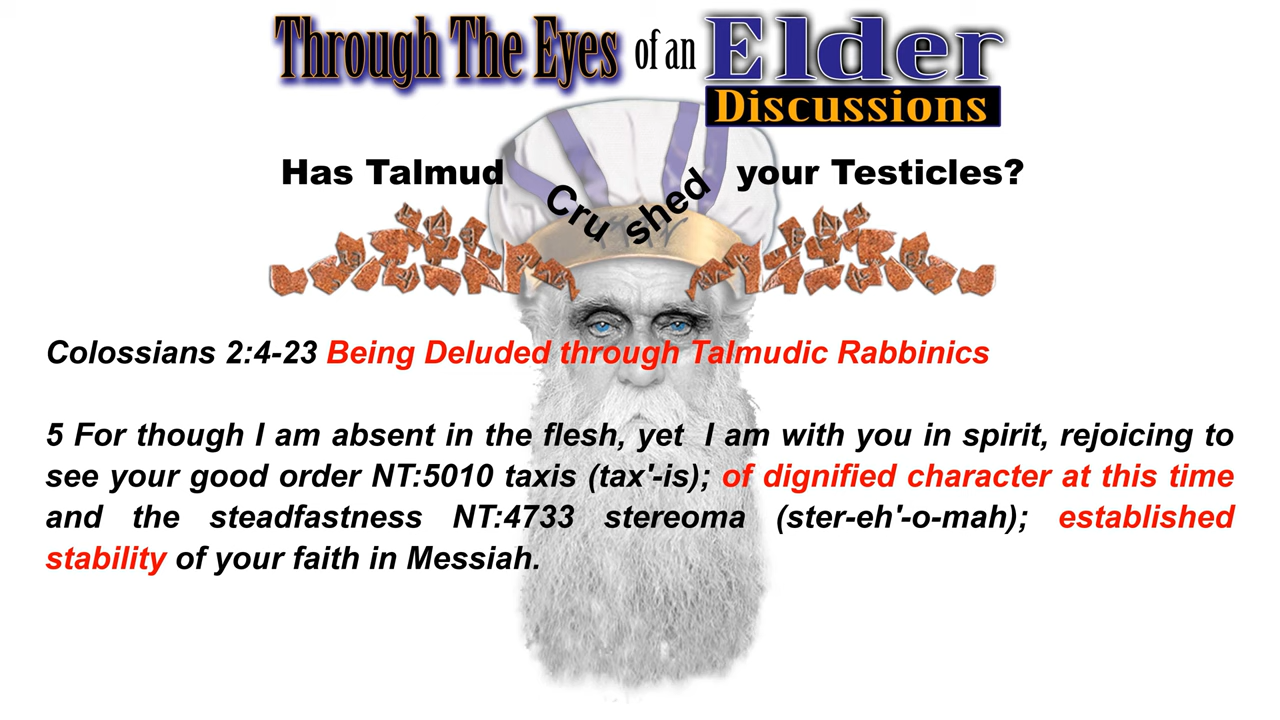 Through The Eyes of an Elder
Discussions
Has Talmud Crushed your Testicles?
Colossians 2:4-23 Being Deluded through Talmudic Rabbinics
5 For though I am absent in the flesh, yet I am with you in spirit, rejoicing to
see your good order NT:5010 taxis (tax'-is); of dignified character at this time
and the steadfastness NT:4733 stereoma (ster-eh'-o-mah); established
stability of your faith in Messiah.